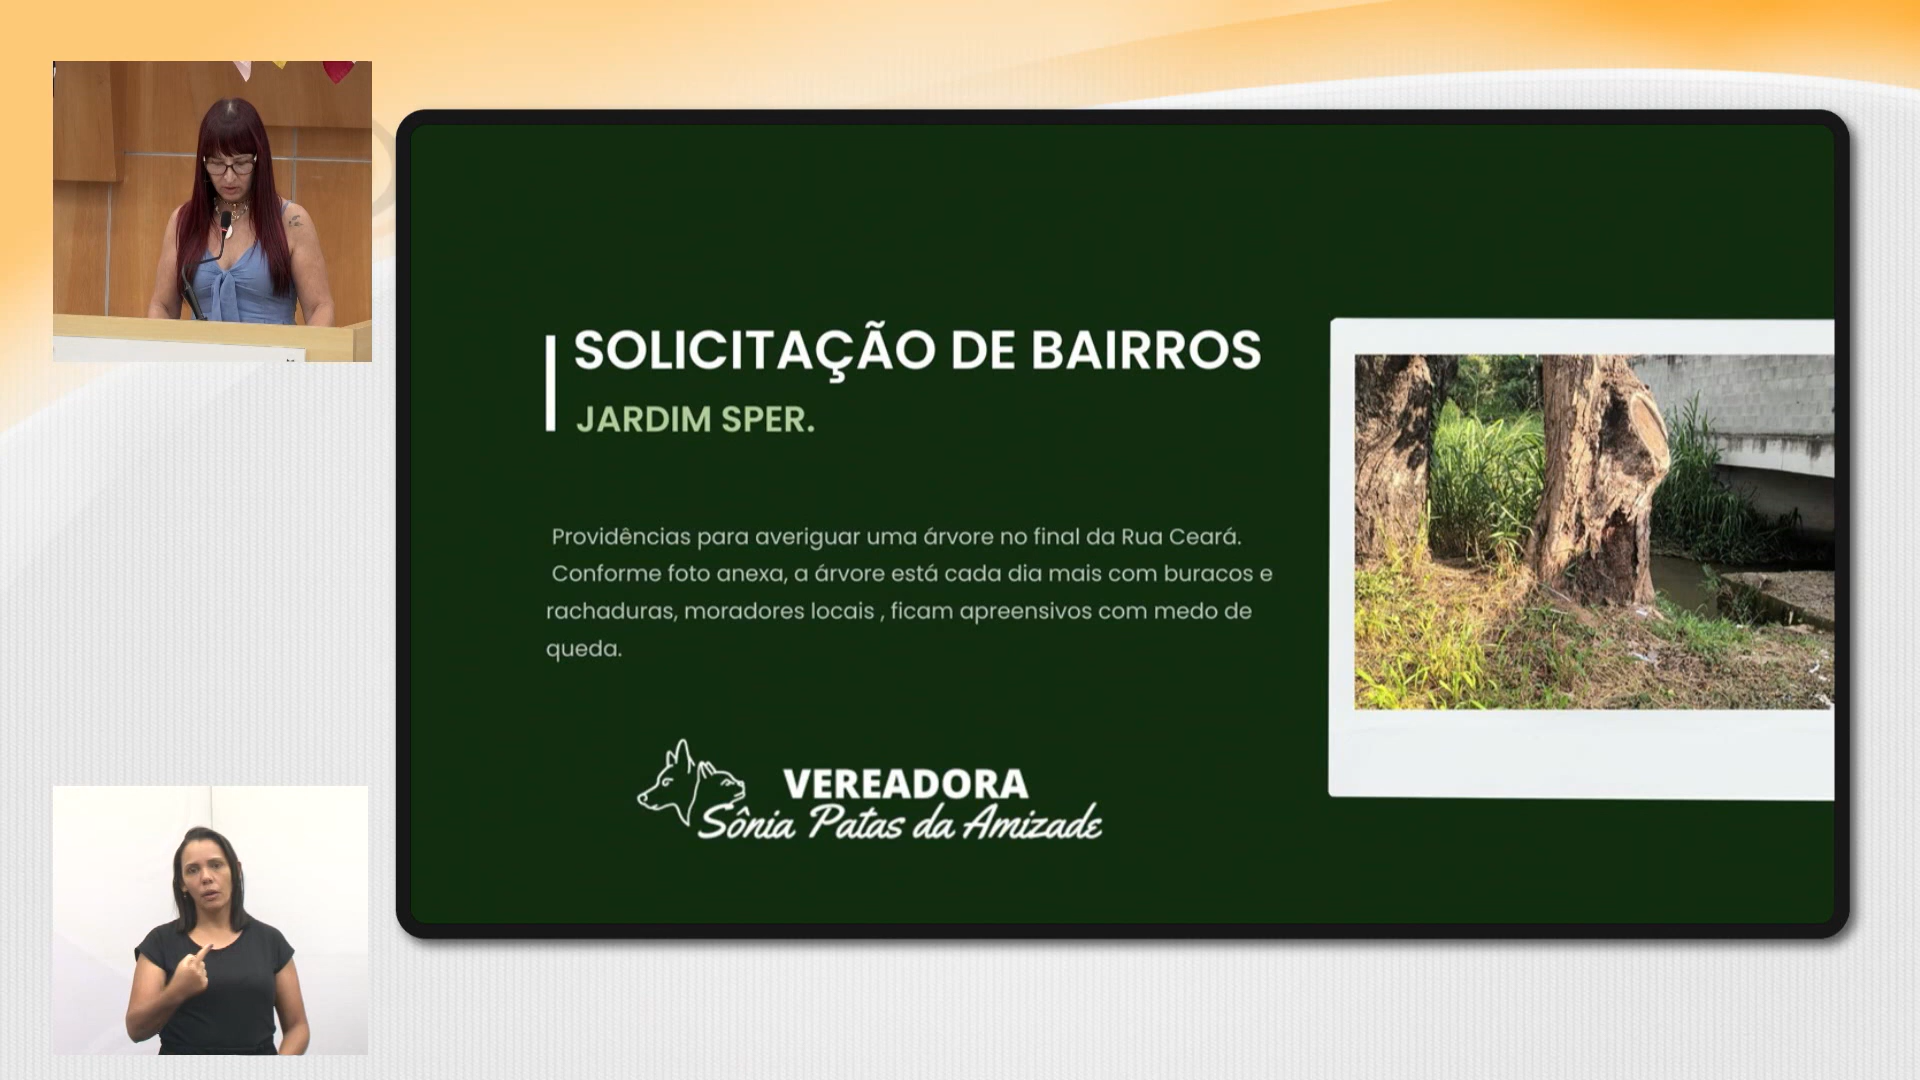 SOLICITAÇÃO DE BAIRROS
JARDIM SPER.
Providências para averiguar uma árvore no final da Rua Ceará.
Conforme foto anexa, a árvore está cada dia mais com buracos e
rachaduras, moradores locais , ficam apreensivos com medo de
queda.
VEREADORA
Sônia Patas da Amizade